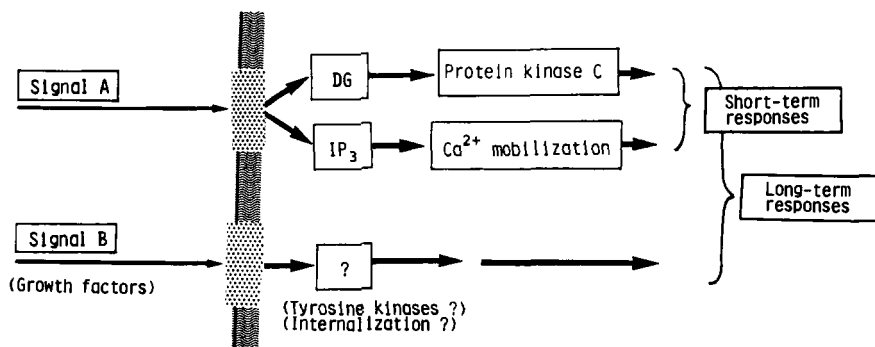 Signal A
DG
Protein kinase C
IP3
Ca2+ mobilization
Short-term
responses
Long-term
responses
Signal B
(Growth factors)
?
(Tyrosine kinases ?)
(Internalization ?)